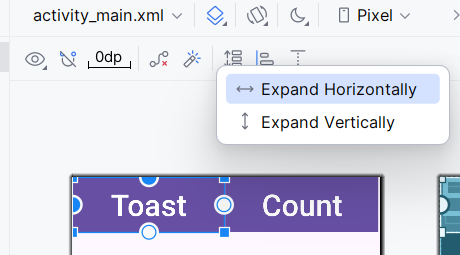 activity_main.xml
Pixel
0dp
Expand Horizontally
Expand Vertically
Toast
Count